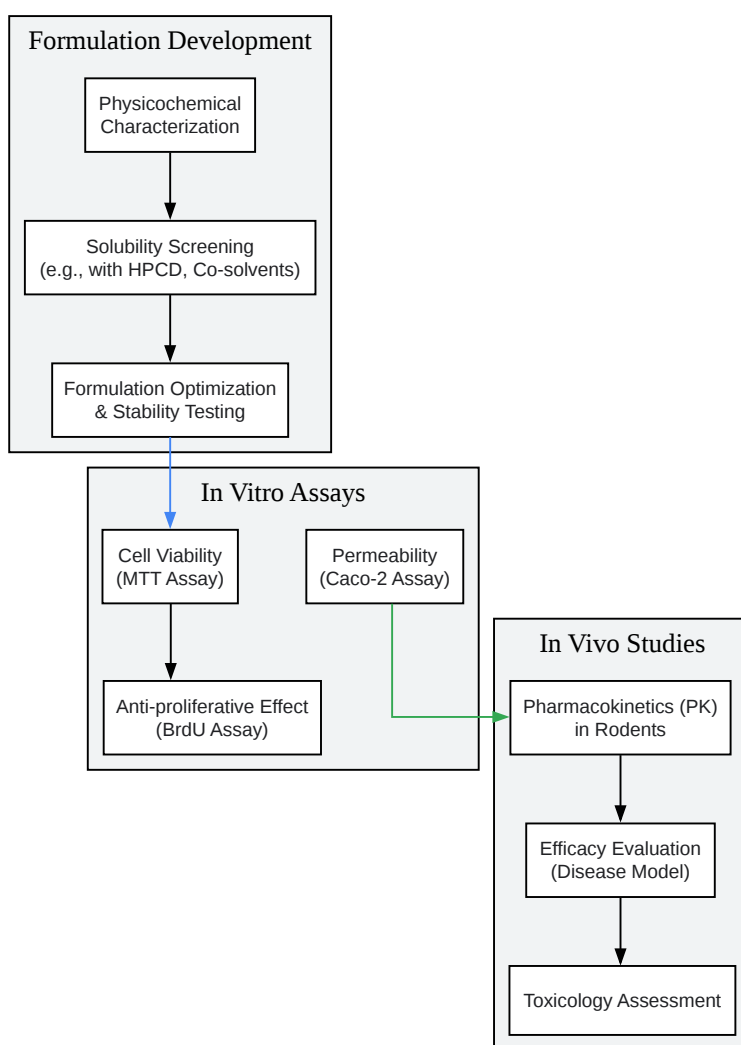 Formulation Development
Physicochemical
Characterization
Solubility Screening
(e.g., with HPCD, Co-solvents)
Formulation Optimization
& Stability Testing
In Vitro Assays
Cell Viability
(MTT Assay)
Permeability
(Caco-2 Assay)
Anti-proliferative Effect
(BrdU Assay)
In Vivo Studies
Pharmacokinetics (PK)
in Rodents
Efficacy Evaluation
(Disease Model)
Toxicology Assessment